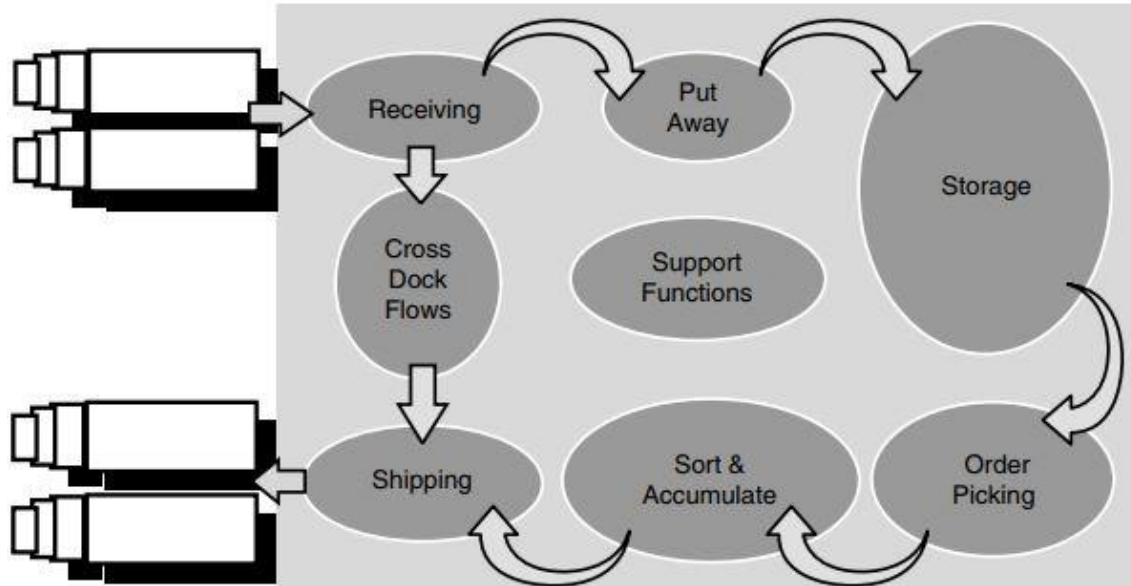 Receiving
Put
Away
Storage
Cross
Dock
Flows
Support
Functions
Shipping
Sort &
Accumulate
Order
Picking